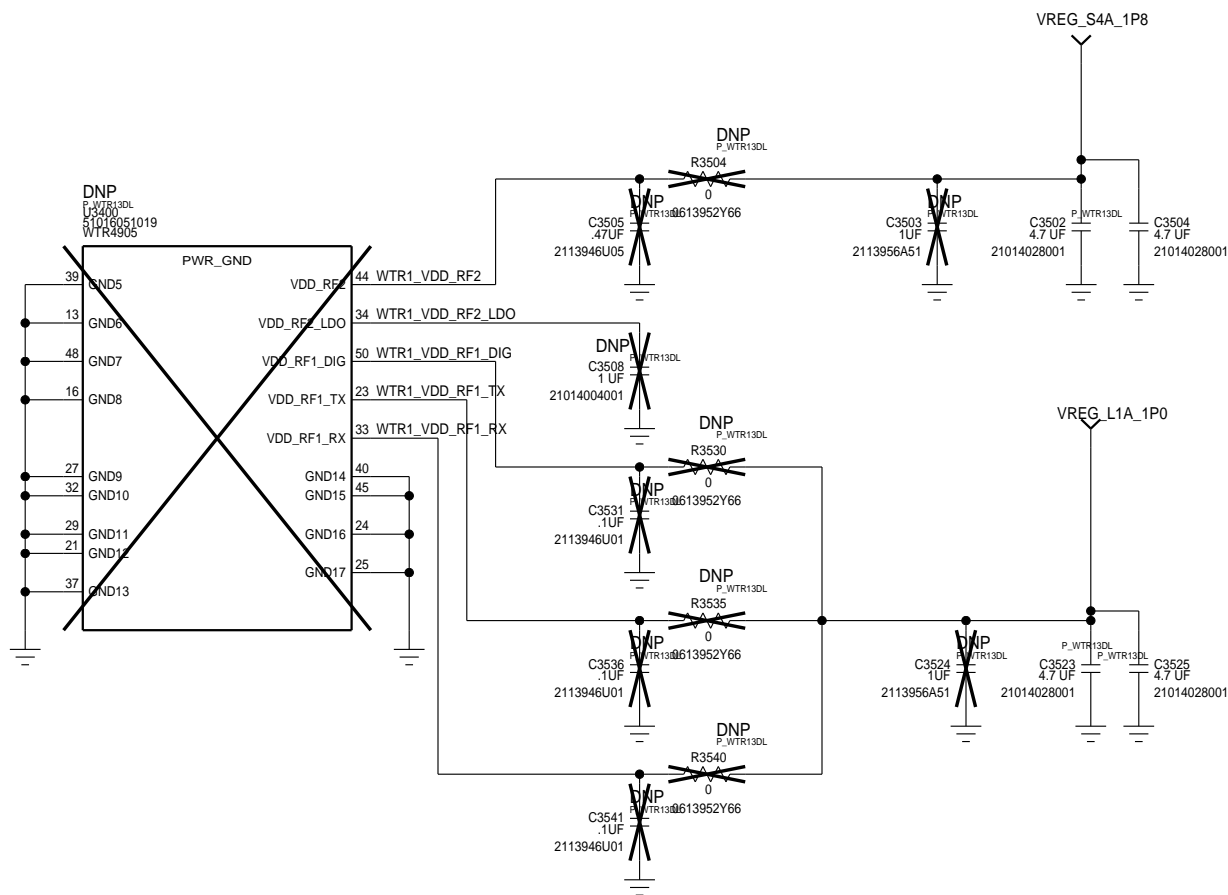 VREG_S4A_1P8
DNP
P_WTR13DL
R3504
0
0613952Y66
DNP
P_WTR13DL
C3505
.47UF
2113946U05
DNP
P_WTR13DL
C3503
1UF
2113956A51
P_WTR13DL
C3502
4.7 UF
21014028001
C3504
4.7 UF
21014028001
DNP
P_WTR13DL
U3400
51016051019
WTR4905
PWR_GND
39 GND5
13 GND6
48 GND7
16 GND8
27 GND9
32 GND10
29 GND11
21 GND12
37 GND13
VDD_RF2 44 WTR1_VDD_RF2
VDD_RF2_LDO 34 WTR1_VDD_RF2_LDO
VDD_RF1_DIG 50 WTR1_VDD_RF1_DIG
VDD_RF1_TX 23 WTR1_VDD_RF1_TX
VDD_RF1_RX 33 WTR1_VDD_RF1_RX
GND14 40
GND15 45
GND16 24
GND17 25
DNP
P_WTR13DL
C3508
1 UF
21014004001
VREG_L1A_1P0
DNP
P_WTR13DL
R3530
0
0613952Y66
DNP
P_WTR13DL
C3531
.1UF
2113946U01
DNP
P_WTR13DL
R3535
0
0613952Y66
DNP
P_WTR13DL
C3536
.1UF
2113946U01
DNP
P_WTR13DL
C3524
1UF
2113956A51
P_WTR13DL
C3523
4.7 UF
21014028001
P_WTR13DL
C3525
4.7 UF
21014028001
DNP
P_WTR13DL
R3540
0
0613952Y66
DNP
P_WTR13DL
C3541
.1UF
2113946U01